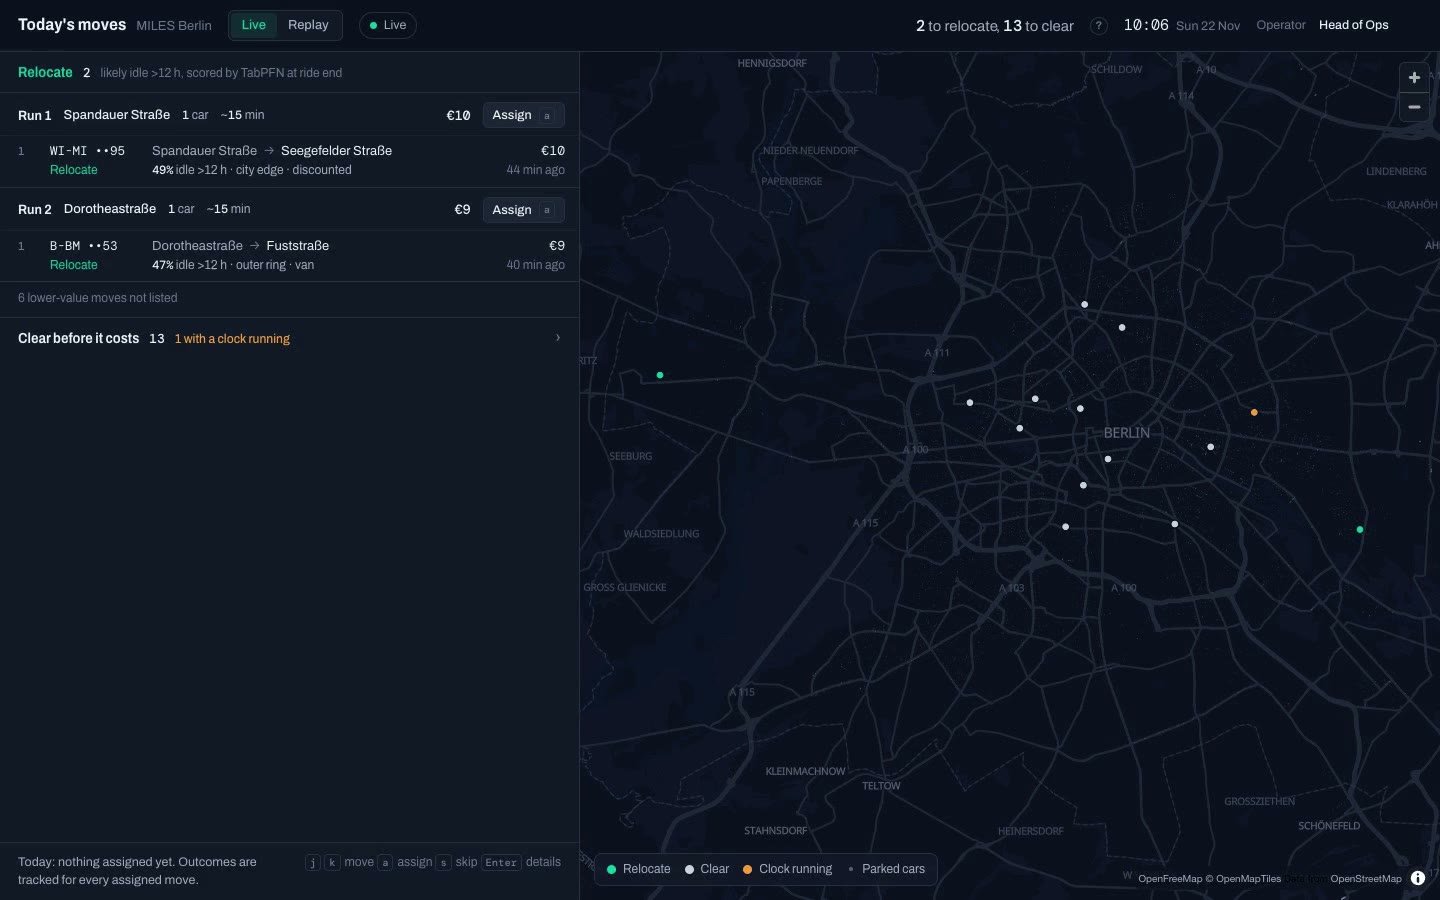 Today's moves MILES Berlin Live Replay Live 2 to relocate, 13 to clear ? 10:06 Sun 22 Nov Operator Head of Ops
Relocate 2 likely idle >12 h, scored by TabPFN at ride end
Run 1 Spandauer Straße 1 car ~15 min €10 Assign a
1 WI-MI ••95 Spandauer Straße → Seegefelder Straße €10
Relocate 49% idle >12 h · city edge · discounted 44 min ago
Run 2 Dorotheastraße 1 car ~15 min €9 Assign a
1 B-BM ••53 Dorotheastraße → Fuststraße €9
Relocate 47% idle >12 h · outer ring · van 40 min ago
6 lower-value moves not listed
Clear before it costs 13 1 with a clock running ›
Today: nothing assigned yet. Outcomes are
tracked for every assigned move.
j k move a assign s skip Enter details
HENNIGSDORF
SCHILDOW
A 10
A 114
+
−
NIEDER NEUENDORF
PAPENBERGE
LINDENBERG
KLARAHÖH
AH
A 111
RITZ
BERLIN
A 100
SEEBURG
A 115
WALDSIEDLUNG
GROSS GLIENICKE
A 103
A 100
A 115
KLEINMACHNOW
TELTOW
GROSSZIETHEN
STAHNSDORF
HEINERSDORF
SCHÖNEFELD
Relocate Clear Clock running Parked cars
W
OpenFreeMap © OpenMapTiles Data from OpenStreetMap